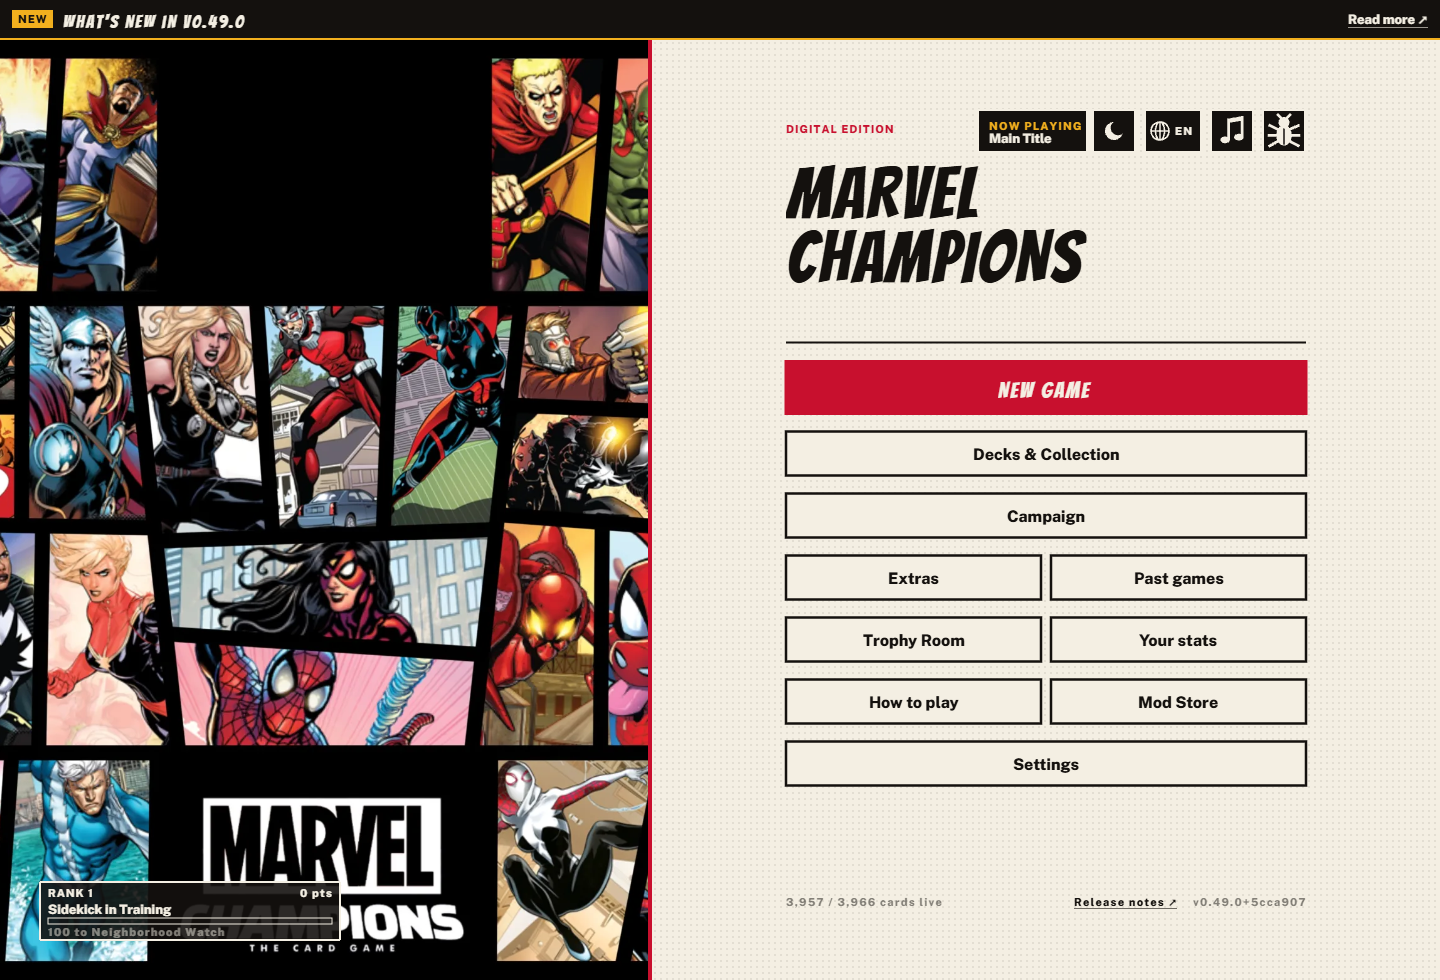 NEW WHAT'S NEW IN V0.49.0
Read more ↗
DIGITAL EDITION
NOW PLAYING
Main Title
EN
MARVEL
CHAMPIONS
NEW GAME
Decks & Collection
Campaign
Extras
Past games
Trophy Room
Your stats
How to play
Mod Store
Settings
3,957 / 3,966 cards live
Release notes ↗
v0.49.0+5cca907
MARVEL
CHAMPIONS
THE CARD GAME
RANK 1
0 pts
Sidekick in Training
100 to Neighborhood Watch